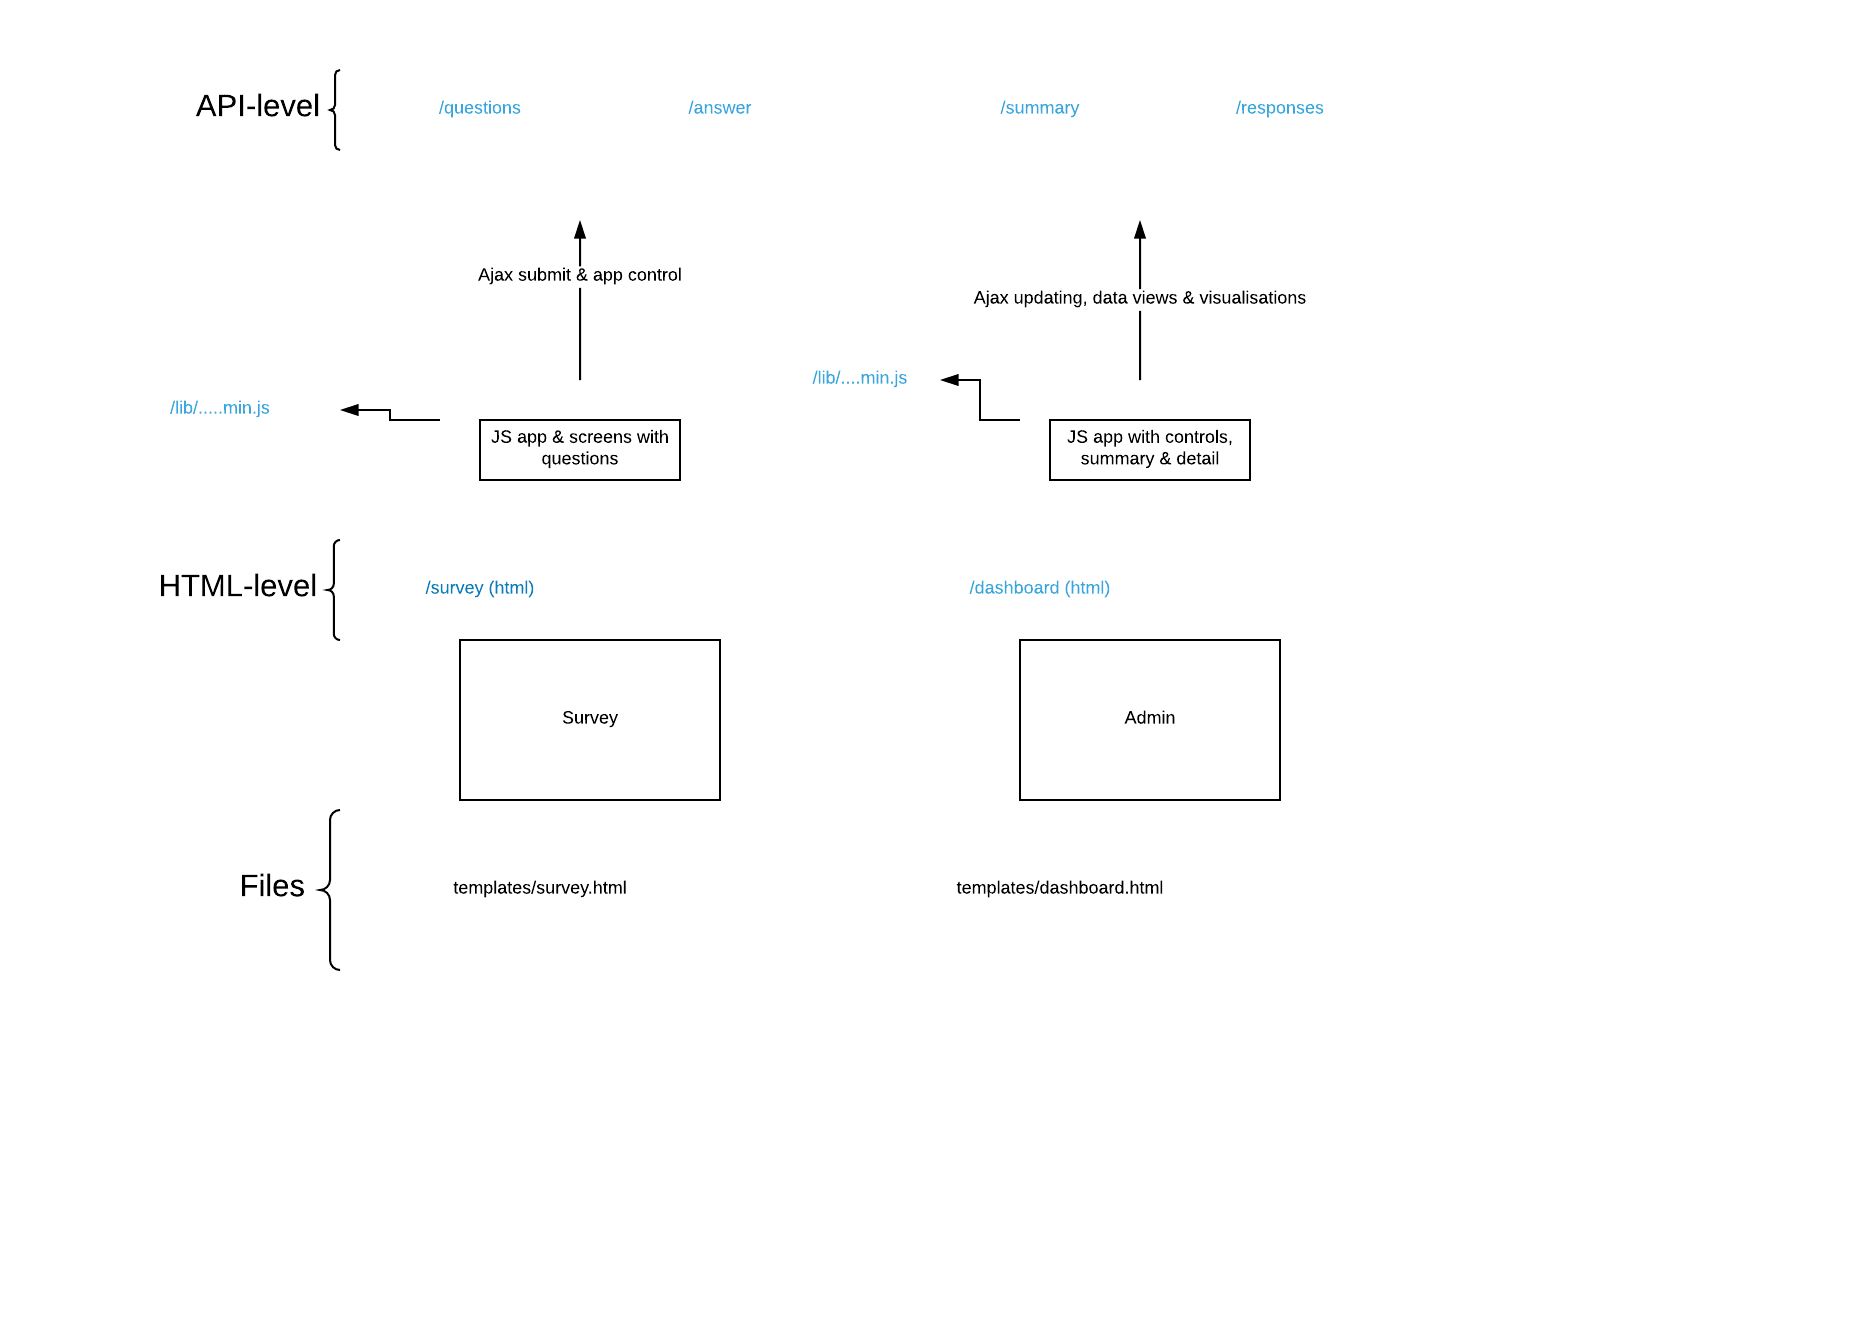 API-level
/questions
/answer
/summary
/responses
Ajax submit & app control
Ajax updating, data views & visualisations
/lib/....min.js
/lib/.....min.js
JS app & screens with
questions
JS app with controls,
summary & detail
HTML-level
/survey (html)
/dashboard (html)
Survey
Admin
Files
templates/survey.html
templates/dashboard.html